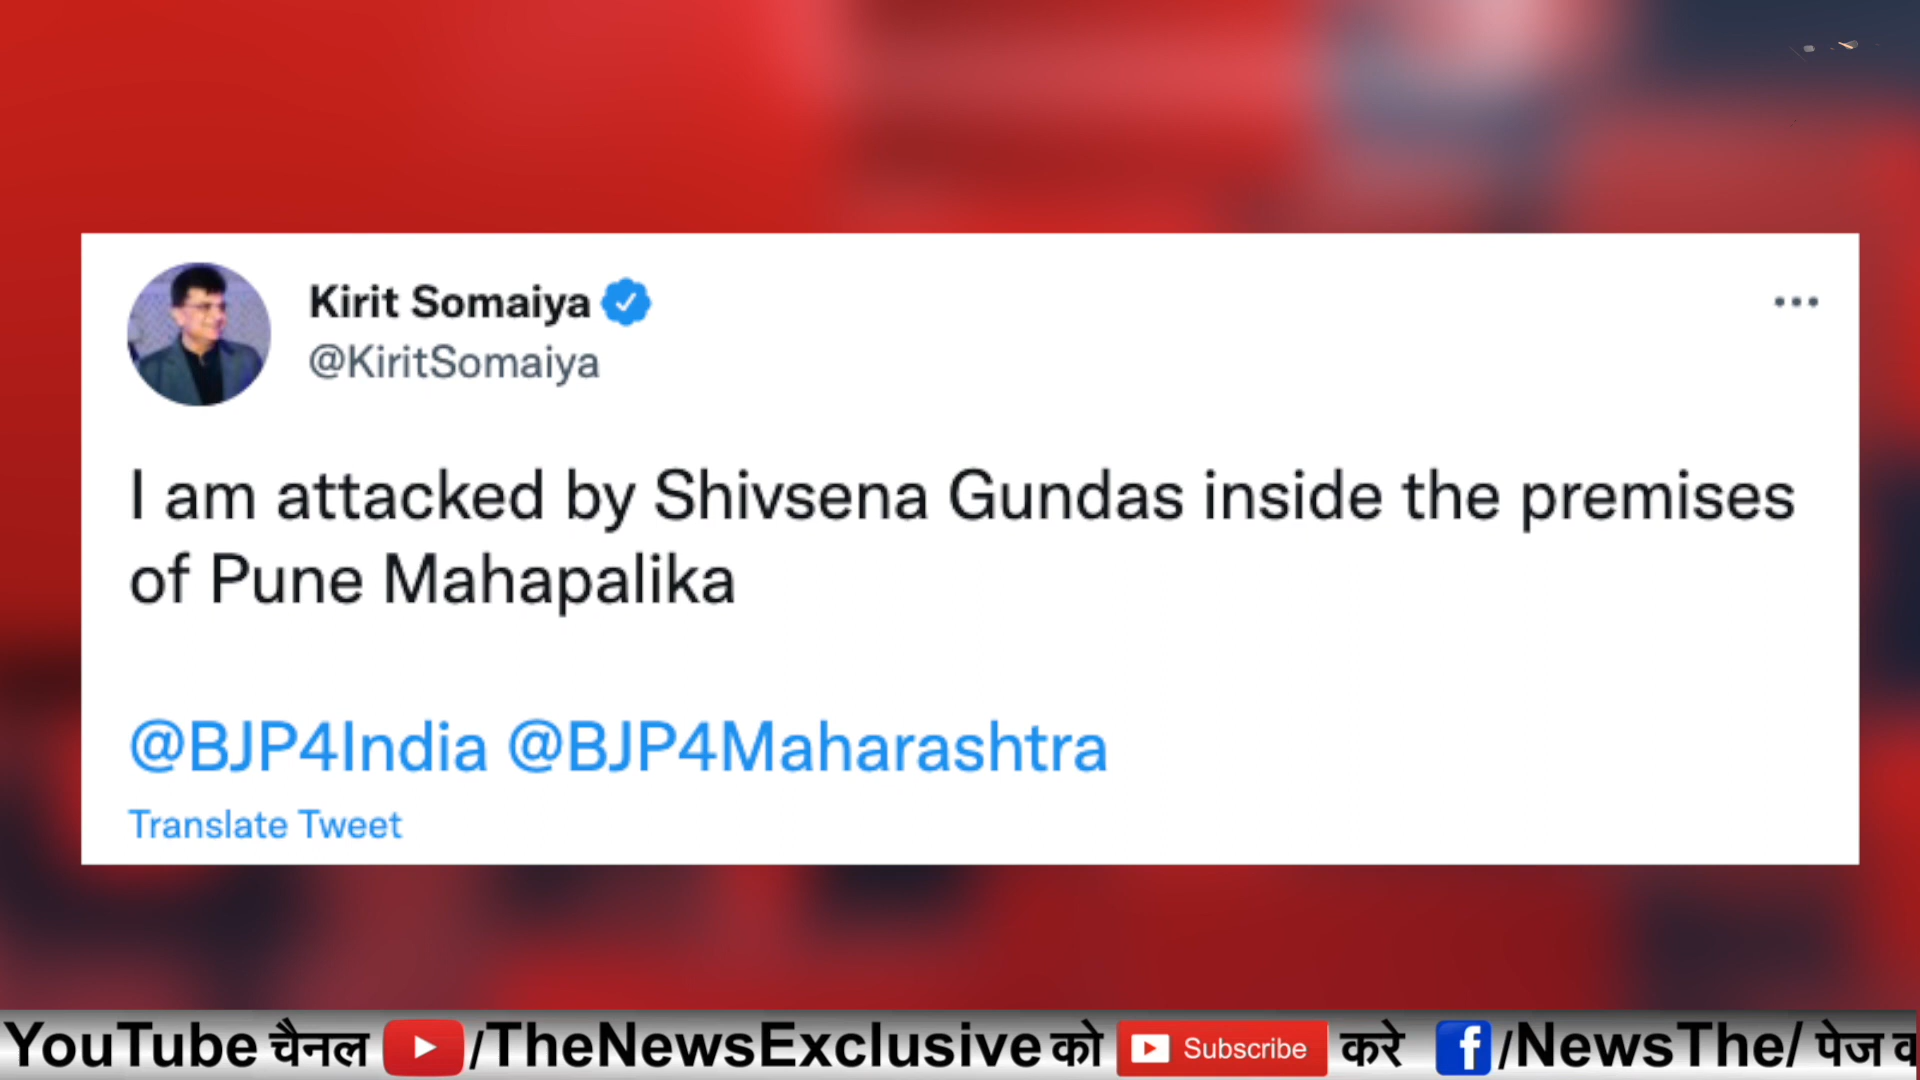 Kirit Somaiya
@KiritSomaiya
I am attacked by Shivsena Gundas inside the premises
of Pune Mahapalika
@BJP4India @BJP4Maharashtra
Translate Tweet
YouTube चैनल /TheNewsExclusive को Subscribe करे f /NewsThe/ पेज